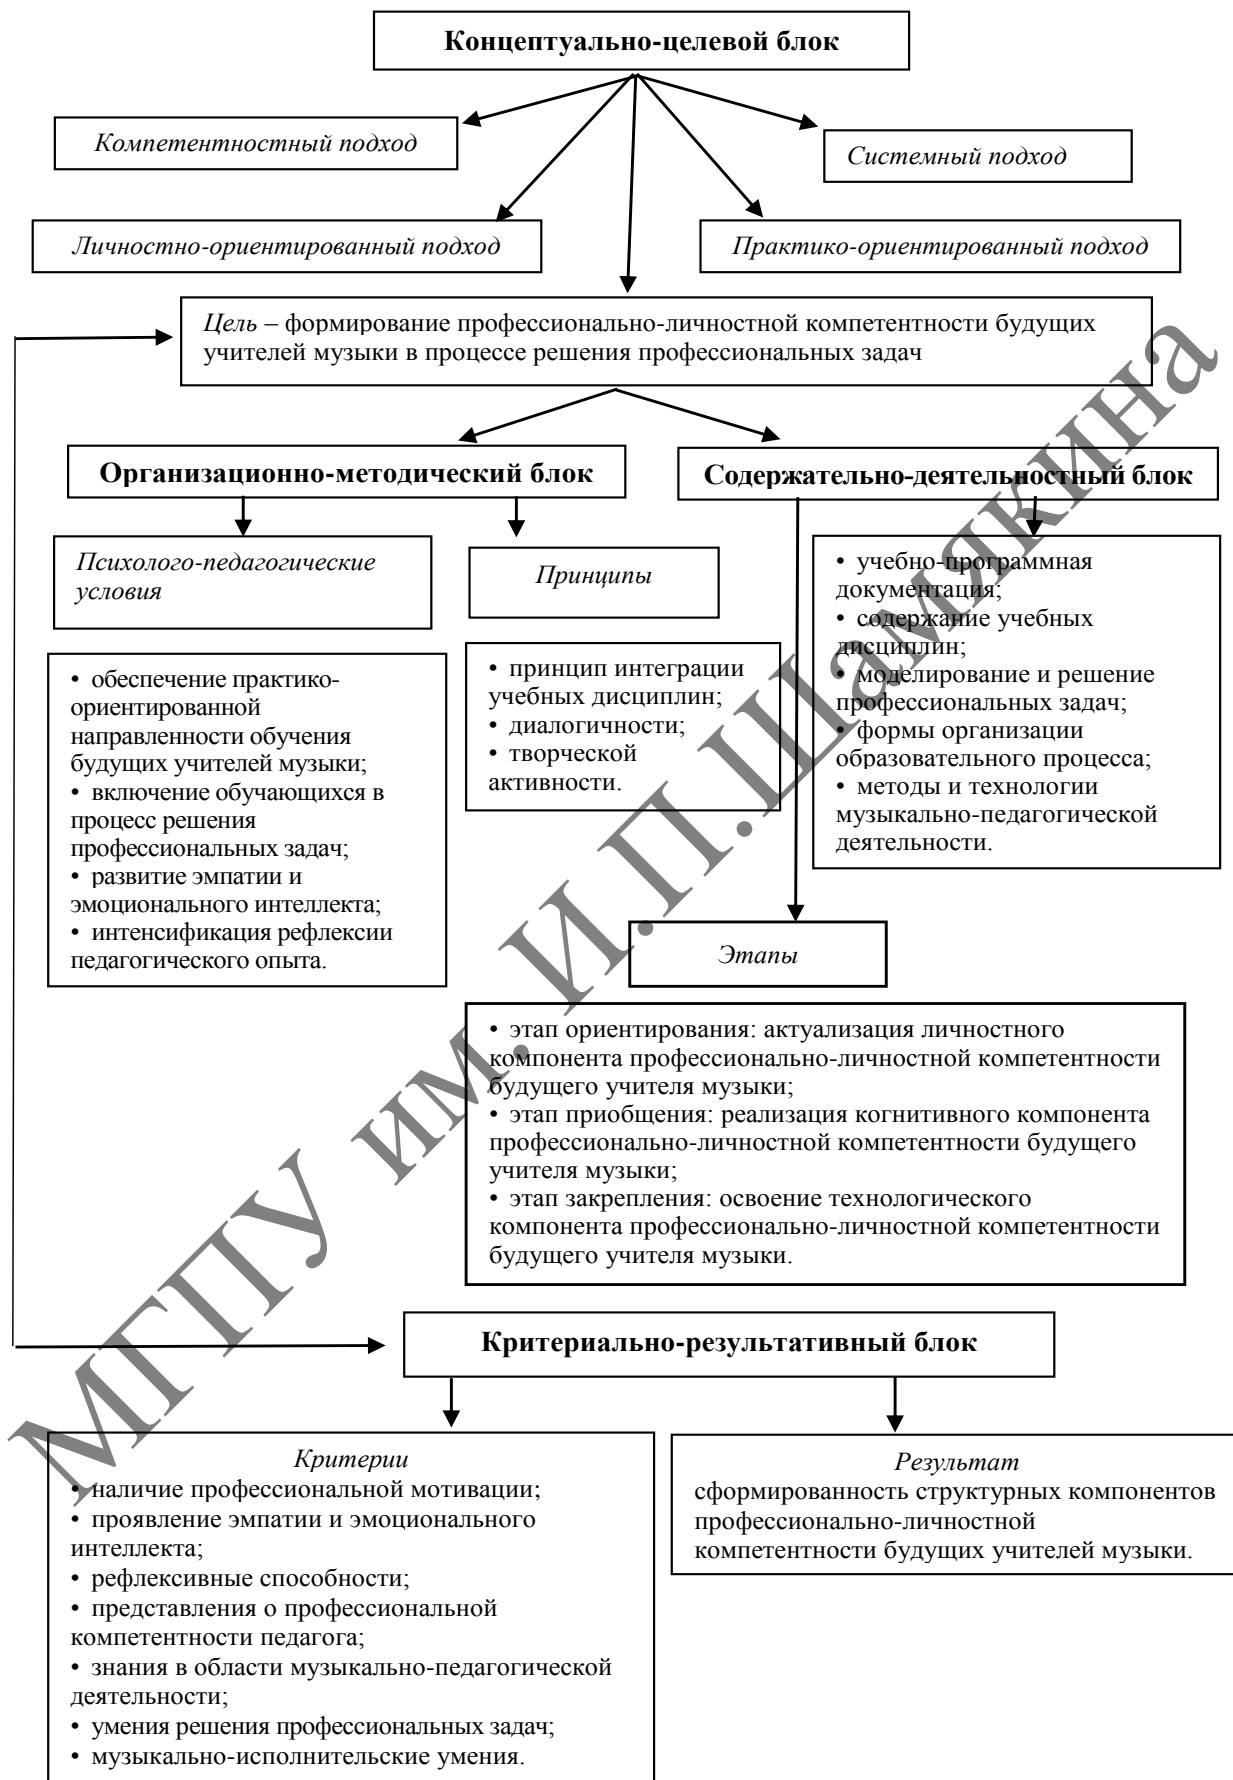 Концептуально-целевой блок
Компетентностный подход
Системный подход
Личностно-ориентированный подход
Практико-ориентированный подход
Цель – формирование профессионально-личностной компетентности будущих
учителей музыки в процессе решения профессиональных задач
Организационно-методический блок
Содержательно-деятельностный блок
Психолого-педагогические
условия
Принципы
• учебно-программная
документация;
• содержание учебных
дисциплин;
• моделирование и решение
профессиональных задач;
• формы организации
образовательного процесса;
• методы и технологии
музыкально-педагогической
деятельности.
• обеспечение практико-
ориентированной
направленности обучения
будущих учителей музыки;
• включение обучающихся в
процесс решения
профессиональных задач;
• развитие эмпатии и
эмоционального интеллекта;
• интенсификация рефлексии
педагогического опыта.
• принцип интеграции
учебных дисциплин;
• диалогичности;
• творческой
активности.
Этапы
• этап ориентирования: актуализация личностного
компонента профессионально-личностной компетентности
будущего учителя музыки;
• этап приобщения: реализация когнитивного компонента
профессионально-личностной компетентности будущего
учителя музыки;
• этап закрепления: освоение технологического
компонента профессионально-личностной компетентности
будущего учителя музыки.
Критериально-результативный блок
Критерии
• наличие профессиональной мотивации;
• проявление эмпатии и эмоционального
интеллекта;
• рефлексивные способности;
• представления о профессиональной
компетентности педагога;
• знания в области музыкально-педагогической
деятельности;
• умения решения профессиональных задач;
• музыкально-исполнительские умения.
Результат
сформированность структурных компонентов
профессионально-личностной
компетентности будущих учителей музыки.
МГПУ им. И.П.Шамякина